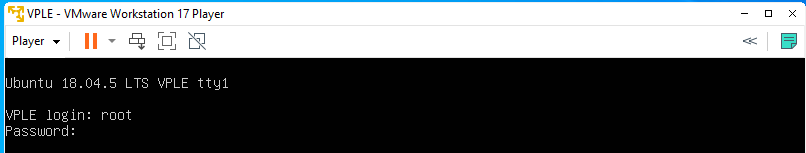 VPLE - VMware Workstation 17 Player
Player
Ubuntu 18.04.5 LTS VPLE tty1
VPLE login: root
Password: